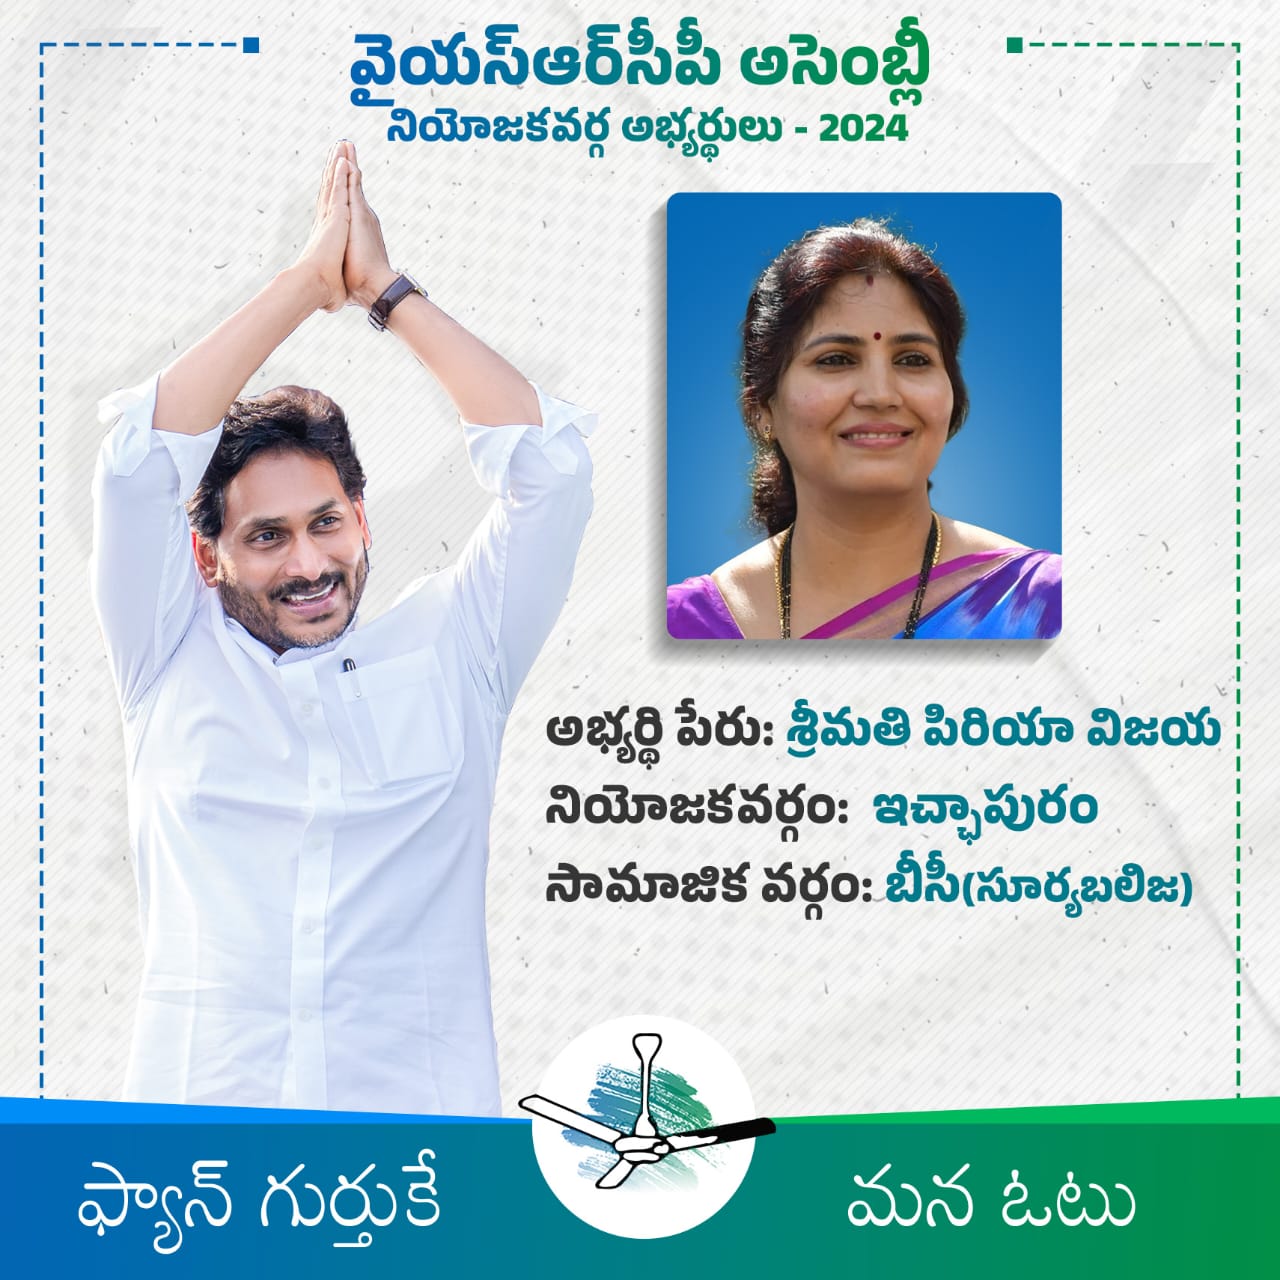 వైయస్ఆర్‌సీపీ అసెంబ్లీ
నియోజకవర్గ అభ్యర్థులు - 2024
అభ్యర్థి పేరు: శ్రీమతి పిరియా విజయ
నియోజకవర్గం: ఇచ్ఛాపురం
సామాజిక వర్గం: బీసీ(సూర్యబలిజ)
ఫ్యాన్ గుర్తుకే మన ఓటు